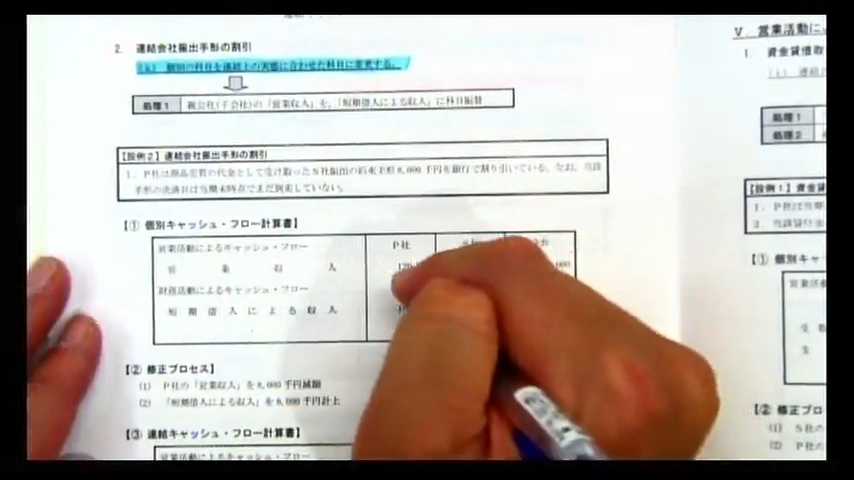 2. 連結会社振出手形の割引
(注) 個別の科目を連結上の実態に合わせた科目に変更する。
処理1 親会社(子会社)の「営業収入」を、「短期借入による収入」に科目振替
【設例2】連結会社振出手形の割引
1. P社は商品売買の代金として受け取ったS社振出の約束手形8,000千円を銀行で割り引いている。なお、当該
手形の決済日は当期末時点でまだ到来していない。
【① 個別キャッシュ・フロー計算書】
営業活動によるキャッシュ・フロー P社
営業収入
財務活動によるキャッシュ・フロー
短期借入による収入
【② 修正プロセス】
(1) P社の「営業収入」を8,000千円減額
(2) 「短期借入による収入」を8,000千円計上
【③ 連結キャッシュ・フロー計算書】
営業活動によるキャッシュ・フロー
V. 営業活動に
1. 資金貸借取
処理1
処理2
【設例1】資金貸
1. P社は当期
2. 当該貸付金
【① 個別キャッ
営業活動
【② 修正プロ
(1) S社の
(2) P社の